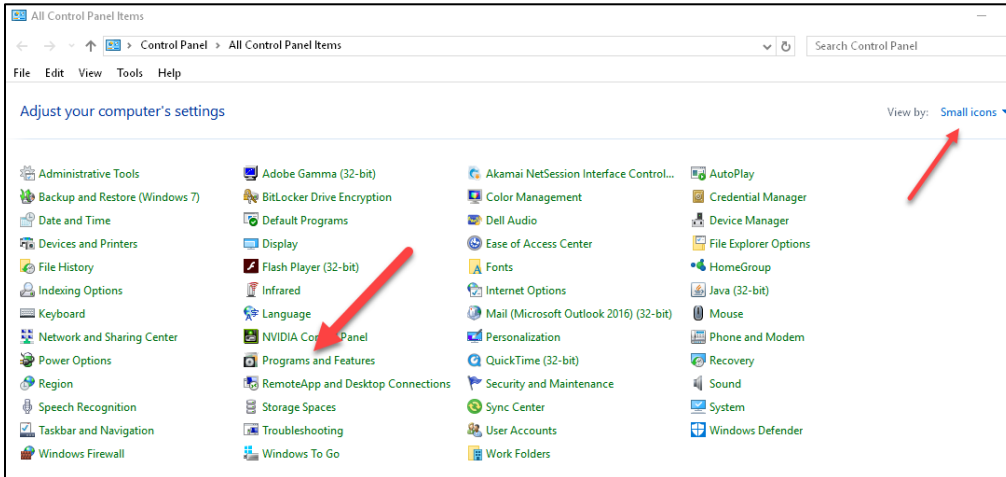 All Control Panel Items
Control Panel > All Control Panel Items
Search Control Panel
File Edit View Tools Help
Adjust your computer's settings
View by: Small icons
Administrative Tools Adobe Gamma (32-bit) Akamai NetSession Interface Control... AutoPlay
Backup and Restore (Windows 7) BitLocker Drive Encryption Color Management Credential Manager
Date and Time Default Programs Dell Audio Device Manager
Devices and Printers Display Ease of Access Center File Explorer Options
File History Flash Player (32-bit) Fonts HomeGroup
Indexing Options Infrared Internet Options Java (32-bit)
Keyboard Language Mail (Microsoft Outlook 2016) (32-bit) Mouse
Network and Sharing Center NVIDIA Panel Personalization Phone and Modem
Power Options Programs and Features QuickTime (32-bit) Recovery
Region RemoteApp and Desktop Connections Security and Maintenance Sound
Speech Recognition Storage Spaces Sync Center System
Taskbar and Navigation Troubleshooting User Accounts Windows Defender
Windows Firewall Windows To Go Work Folders